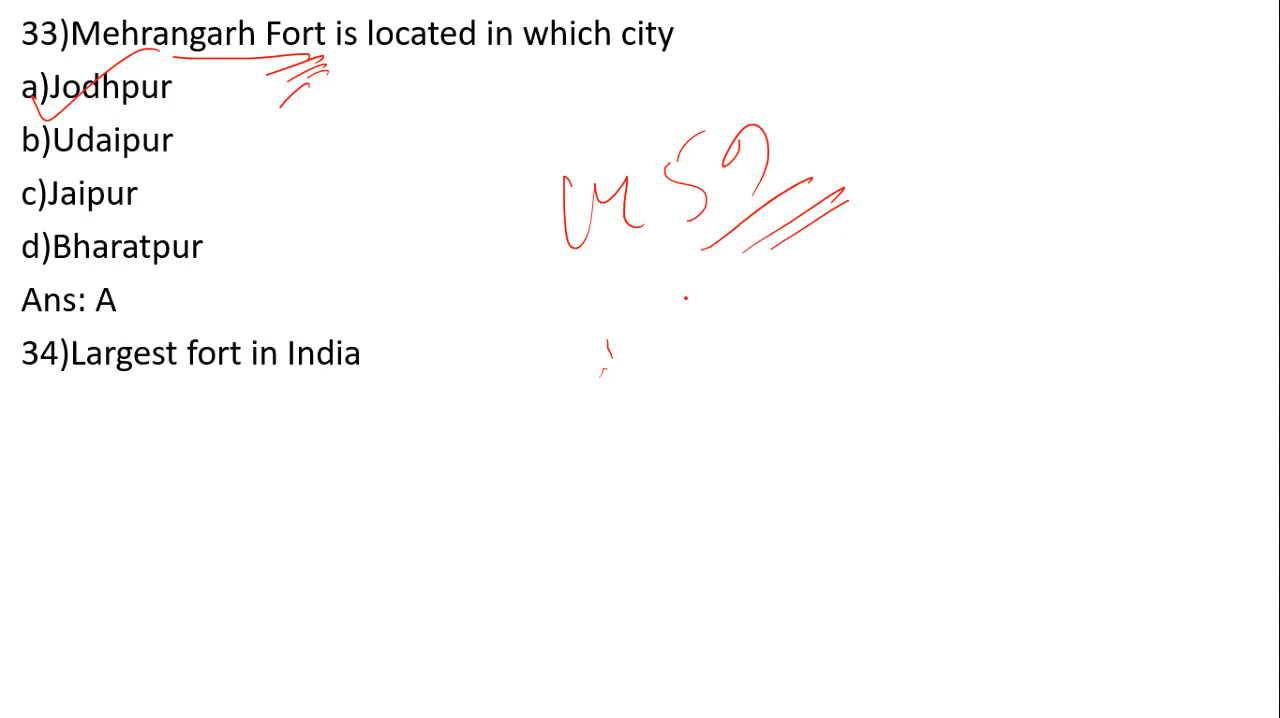 33)Mehrangarh Fort is located in which city
a)Jodhpur
b)Udaipur
c)Jaipur
d)Bharatpur
Ans: A
34)Largest fort in India